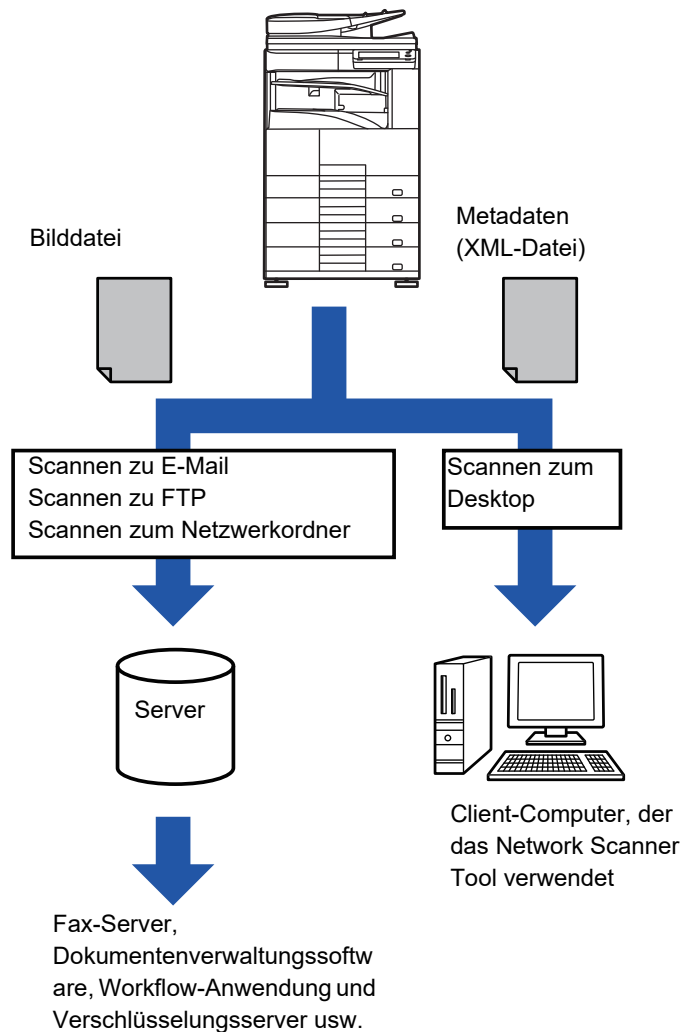 Bilddatei
Metadaten
(XML-Datei)
Scannen zu E-Mail
Scannen zu FTP
Scannen zum Netzwerkordner
Scannen zum
Desktop
Server
Client-Computer, der
das Network Scanner
Tool verwendet
Fax-Server,
Dokumentenverwaltungssoftw
are, Workflow-Anwendung und
Verschlüsselungsserver usw.